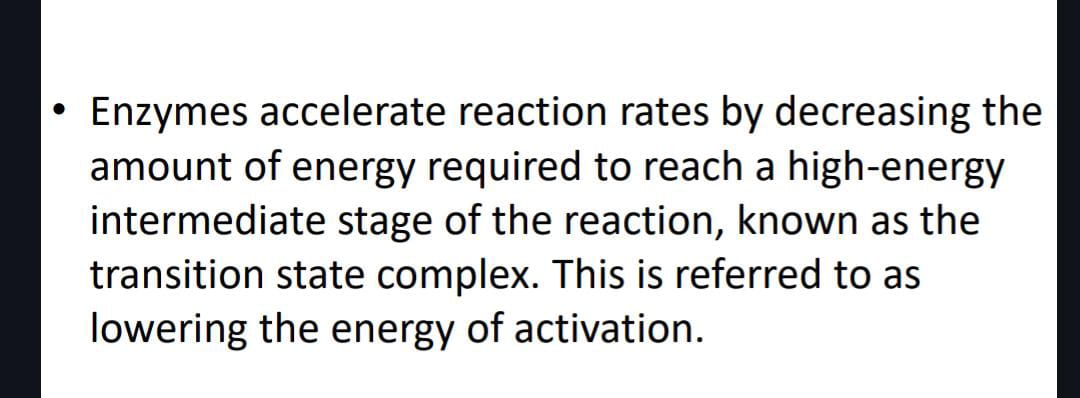 • Enzymes accelerate reaction rates by decreasing the
amount of energy required to reach a high-energy
intermediate stage of the reaction, known as the
transition state complex. This is referred to as
lowering the energy of activation.